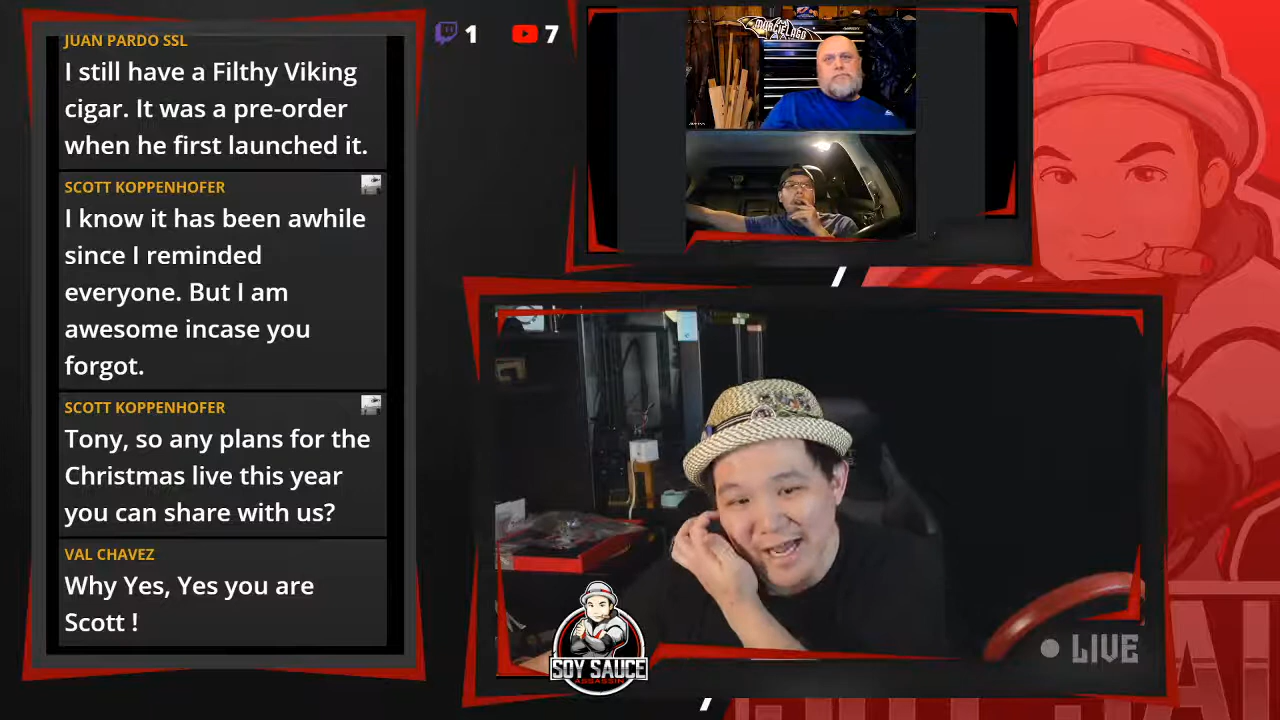 JUAN PARDO SSL
I still have a Filthy Viking
cigar. It was a pre-order
when he first launched it.
SCOTT KOPPENHOFER
I know it has been awhile
since I reminded
everyone. But I am
awesome incase you
forgot.
SCOTT KOPPENHOFER
Tony, so any plans for the
Christmas live this year
you can share with us?
VAL CHAVEZ
Why Yes, Yes you are
Scott !
1
7
SOY SAUCE
ASSASSIN
LIVE